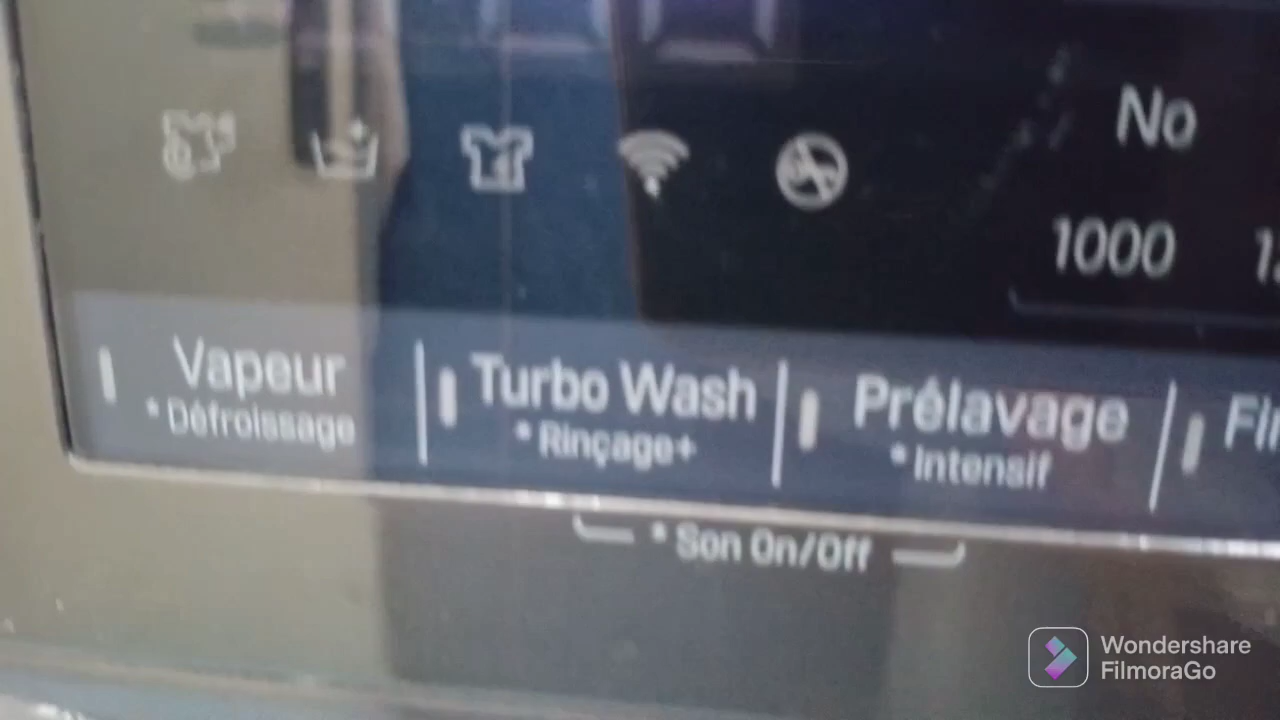 No
1000
Vapeur
* Défroissage
Turbo Wash
* Rinçage+
Prélavage
* Intensif
* Son On/Off
Wondershare
FilmoraGo